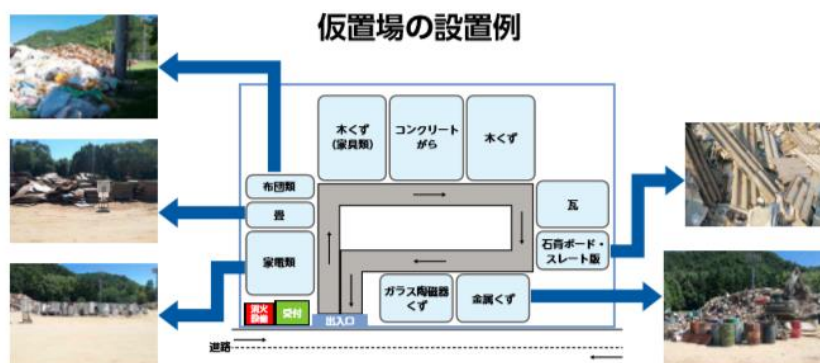 仮置場の設置例
木くず
(家具類)
コンクリート
がら
木くず
布団類
畳
家電類
瓦
石膏ボード・
スレート版
ガラス陶磁器
くず
金属くず
消火
設備
受付
出入口
道路